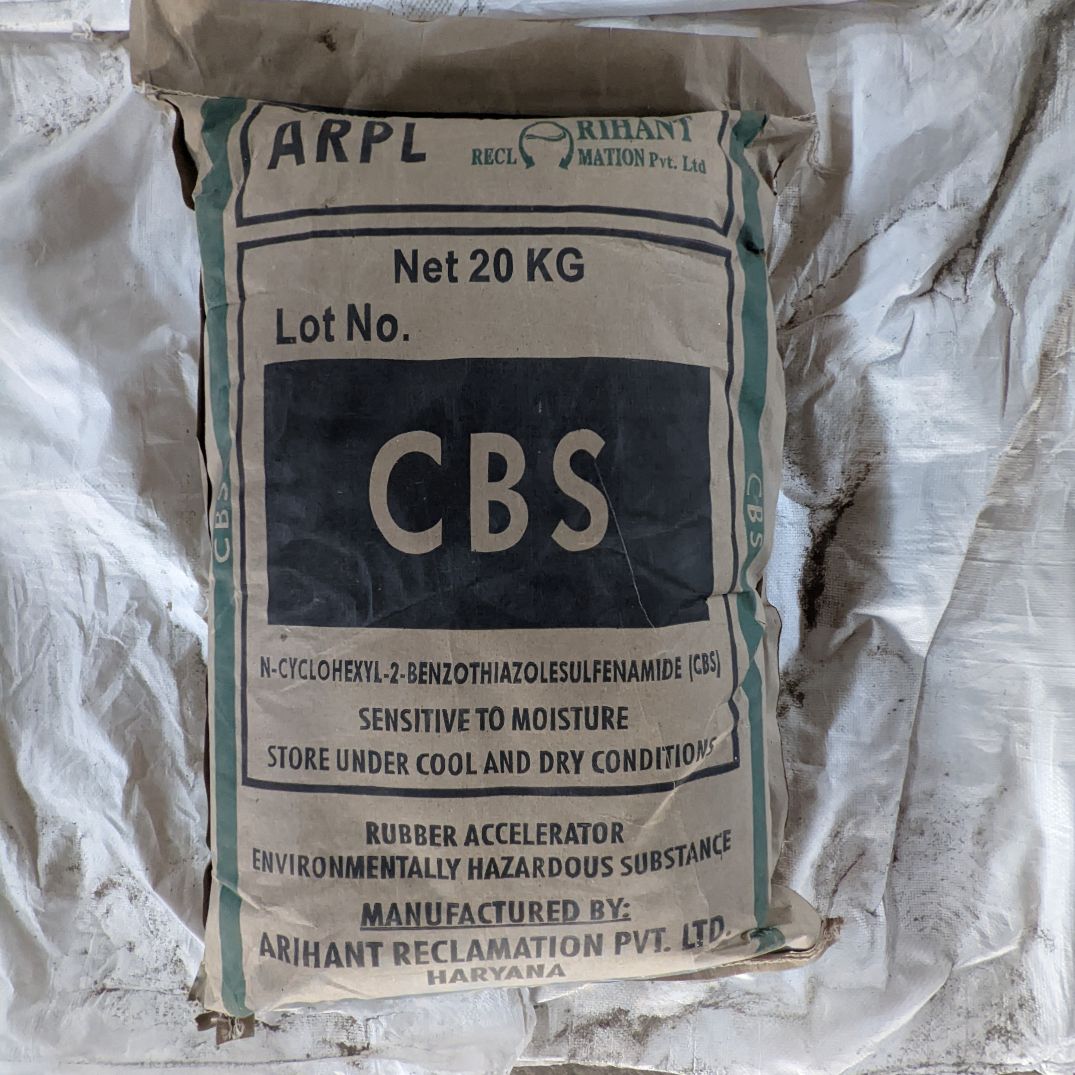 ARPL
ARIHANT
RECLAMATION Pvt. Ltd
Net 20 KG
Lot No.
CBS
CBS
CBS
N-CYCLOHEXYL-2-BENZOTHIAZOLESULFENAMIDE (CBS)
SENSITIVE TO MOISTURE
STORE UNDER COOL AND DRY CONDITIONS
RUBBER ACCELERATOR
ENVIRONMENTALLY HAZARDOUS SUBSTANCE
MANUFACTURED BY:
ARIHANT RECLAMATION PVT. LTD.
HARYANA